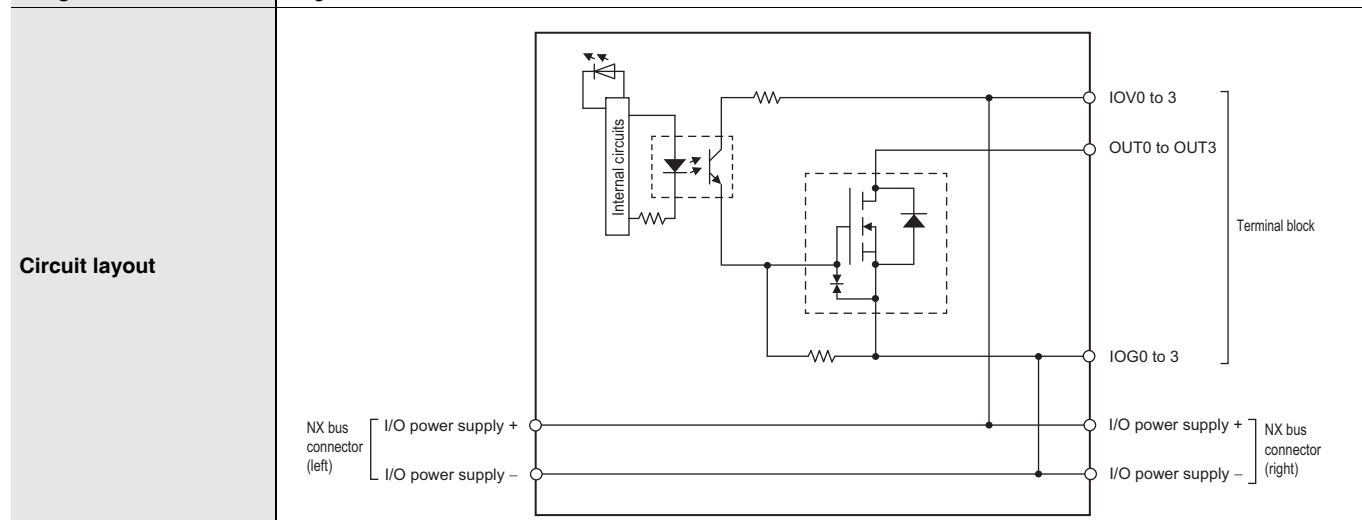 IOV0 to 3
Internal circuits
OUT0 to OUT3
Terminal block
Circuit layout
IOG0 to 3
NX bus
connector
(left)
I/O power supply +
I/O power supply –
I/O power supply +
I/O power supply –
NX bus
connector
(right)